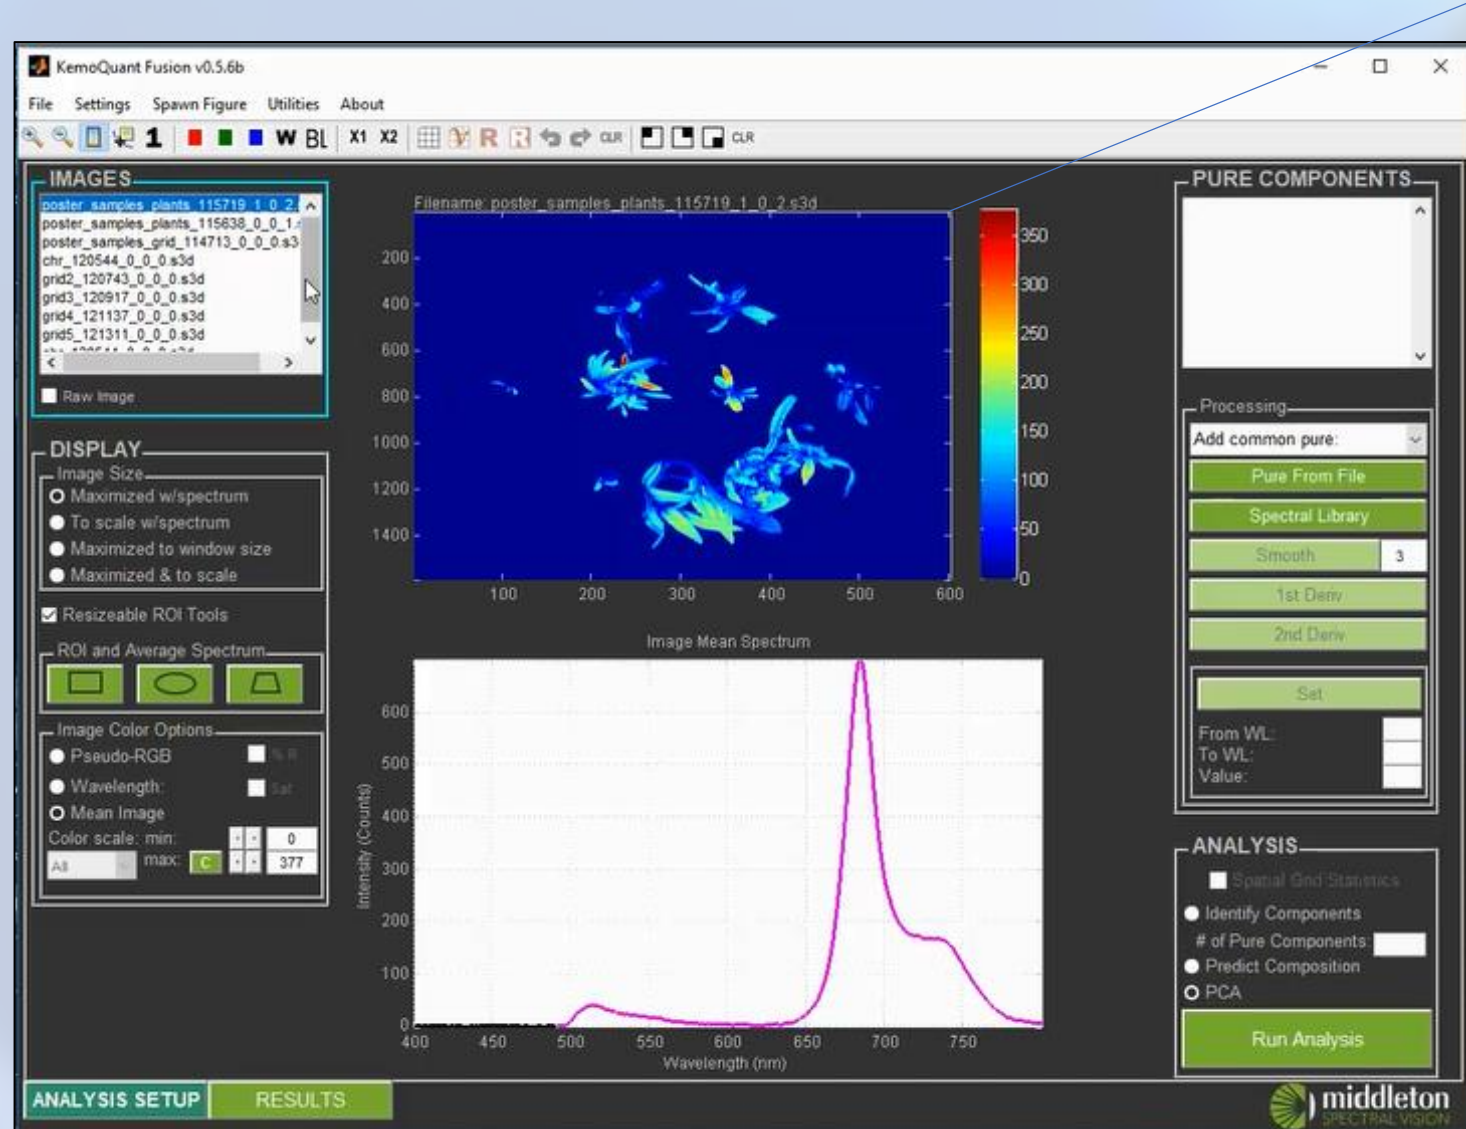 KemoQuant Fusion v0.5.6b
File Settings Spawn Figure Utilities About
1 W BL X1 X2 R R CLR CLR
IMAGES
poster_samples_plants_115719_1_0_2.
poster_samples_plants_115638_0_0_1.
poster_samples_grid_114713_0_0_0.s3
chr_120544_0_0_0.s3d
grid2_120743_0_0_0.s3d
grid3_120917_0_0_0.s3d
grid4_121137_0_0_0.s3d
grid5_121311_0_0_0.s3d
Raw Image
DISPLAY
Image Size
Maximized w/spectrum
To scale w/spectrum
Maximized to window size
Maximized & to scale
Resizeable ROI Tools
ROI and Average Spectrum
Image Color Options
Pseudo-RGB
Wavelength: Sat
Mean Image
Color scale: min: 0
All max: C 377
Filename: poster_samples_plants_115719_1_0_2.s3d
200
400
600
800
1000
1200
1400
100 200 300 400 500 600
350
300
250
200
150
100
50
0
Image Mean Spectrum
Intensity (Counts)
600
500
400
300
200
100
0
400 450 500 550 600 650 700 750
Wavelength (nm)
PURE COMPONENTS
Processing
Add common pure:
Pure From File
Spectral Library
Smooth 3
1st Deriv
2nd Deriv
Set
From WL:
To WL:
Value:
ANALYSIS
Spatial Grid Statistics
Identify Components
# of Pure Components:
Predict Composition
PCA
Run Analysis
ANALYSIS SETUP RESULTS
middleton
SPECTRAL VISION